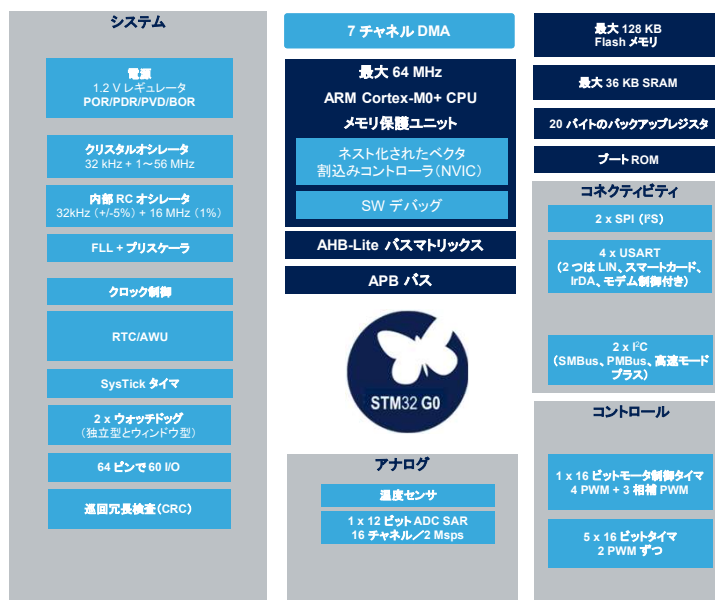 システム
電源
1.2 V レギュレータ
POR/PDR/PVD/BOR
クリスタルオシレータ
32 kHz + 1～56 MHz
内部 RC オシレータ
32kHz (+/-5%) + 16 MHz (1%)
FLL + プリスケーラ
クロック制御
RTC/AWU
SysTick タイマ
2 x ウォッチドッグ
（独立型とウィンドウ型）
64 ピンで 60 I/O
巡回冗長検査（CRC）
7 チャネル DMA
最大 64 MHz
ARM Cortex-M0+ CPU
メモリ保護ユニット
ネスト化されたベクタ
割込みコントローラ（NVIC）
SW デバッグ
AHB-Lite バスマトリックス
APB バス
STM32 G0
アナログ
温度センサ
1 x 12 ビット ADC SAR
16 チャネル／2 Msps
最大 128 KB
Flash メモリ
最大 36 KB SRAM
20 バイトのバックアップレジスタ
ブート ROM
コネクティビティ
2 x SPI（I²S）
4 x USART
（2 つは LIN、スマートカード、
IrDA、モデム制御付き）
2 x I²C
（SMBus、PMBus、高速モード
プラス）
コントロール
1 x 16 ビットモータ制御タイマ
4 PWM + 3 相補 PWM
5 x 16 ビットタイマ
2 PWM ずつ